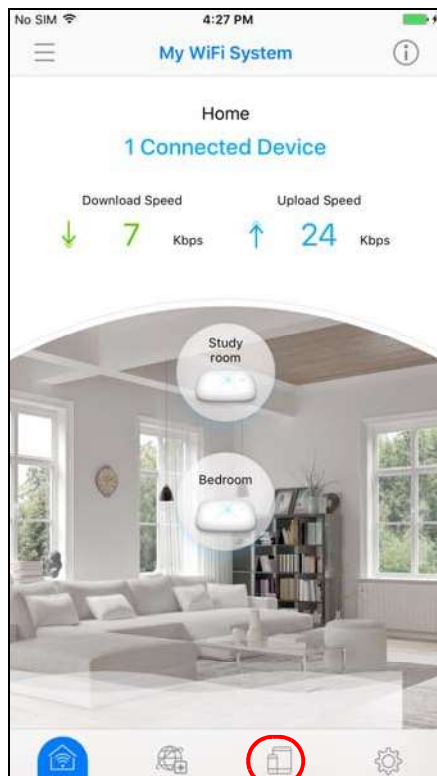 No SIM 4:27 PM
My WiFi System
Home
1 Connected Device
Download Speed Upload Speed
7 Kbps 24 Kbps
Study
room
Bedroom